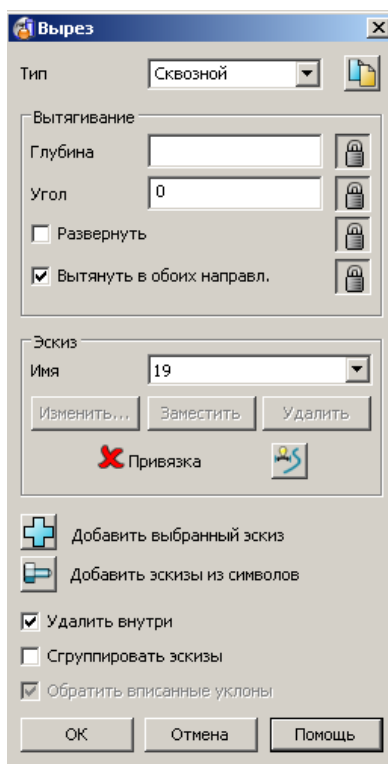 Вырез
Тип Сквозной
Вытягивание
Глубина
Угол 0
Развернуть
Вытянуть в обоих направл.
Эскиз
Имя 19
Изменить... Заместить Удалить
Привязка
Добавить выбранный эскиз
Добавить эскизы из символов
Удалить внутри
Сгруппировать эскизы
Обратить вписанные уклоны
ОК Отмена Помощь